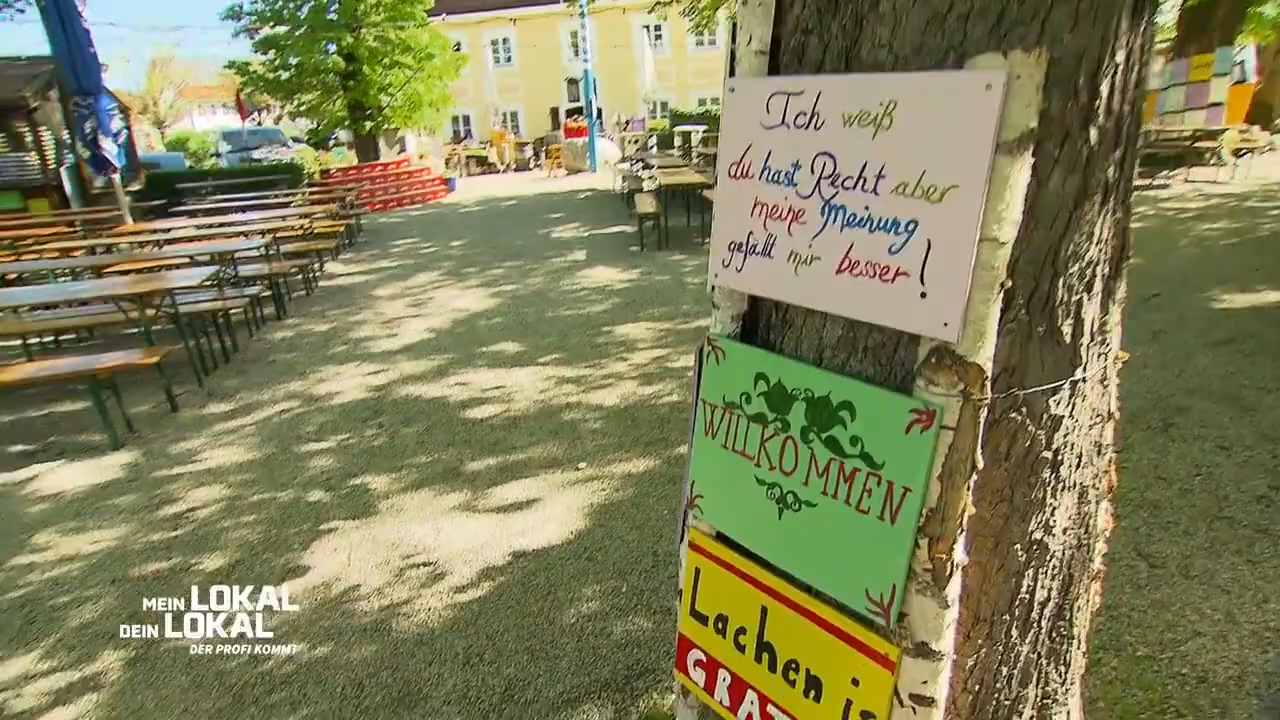 Ich weiß
du hast Recht aber
meine Meinung
gefällt mir besser!
WILLKOMMEN
Lachen
MEIN LOKAL
DEIN LOKAL
DER PROFI KOMMT